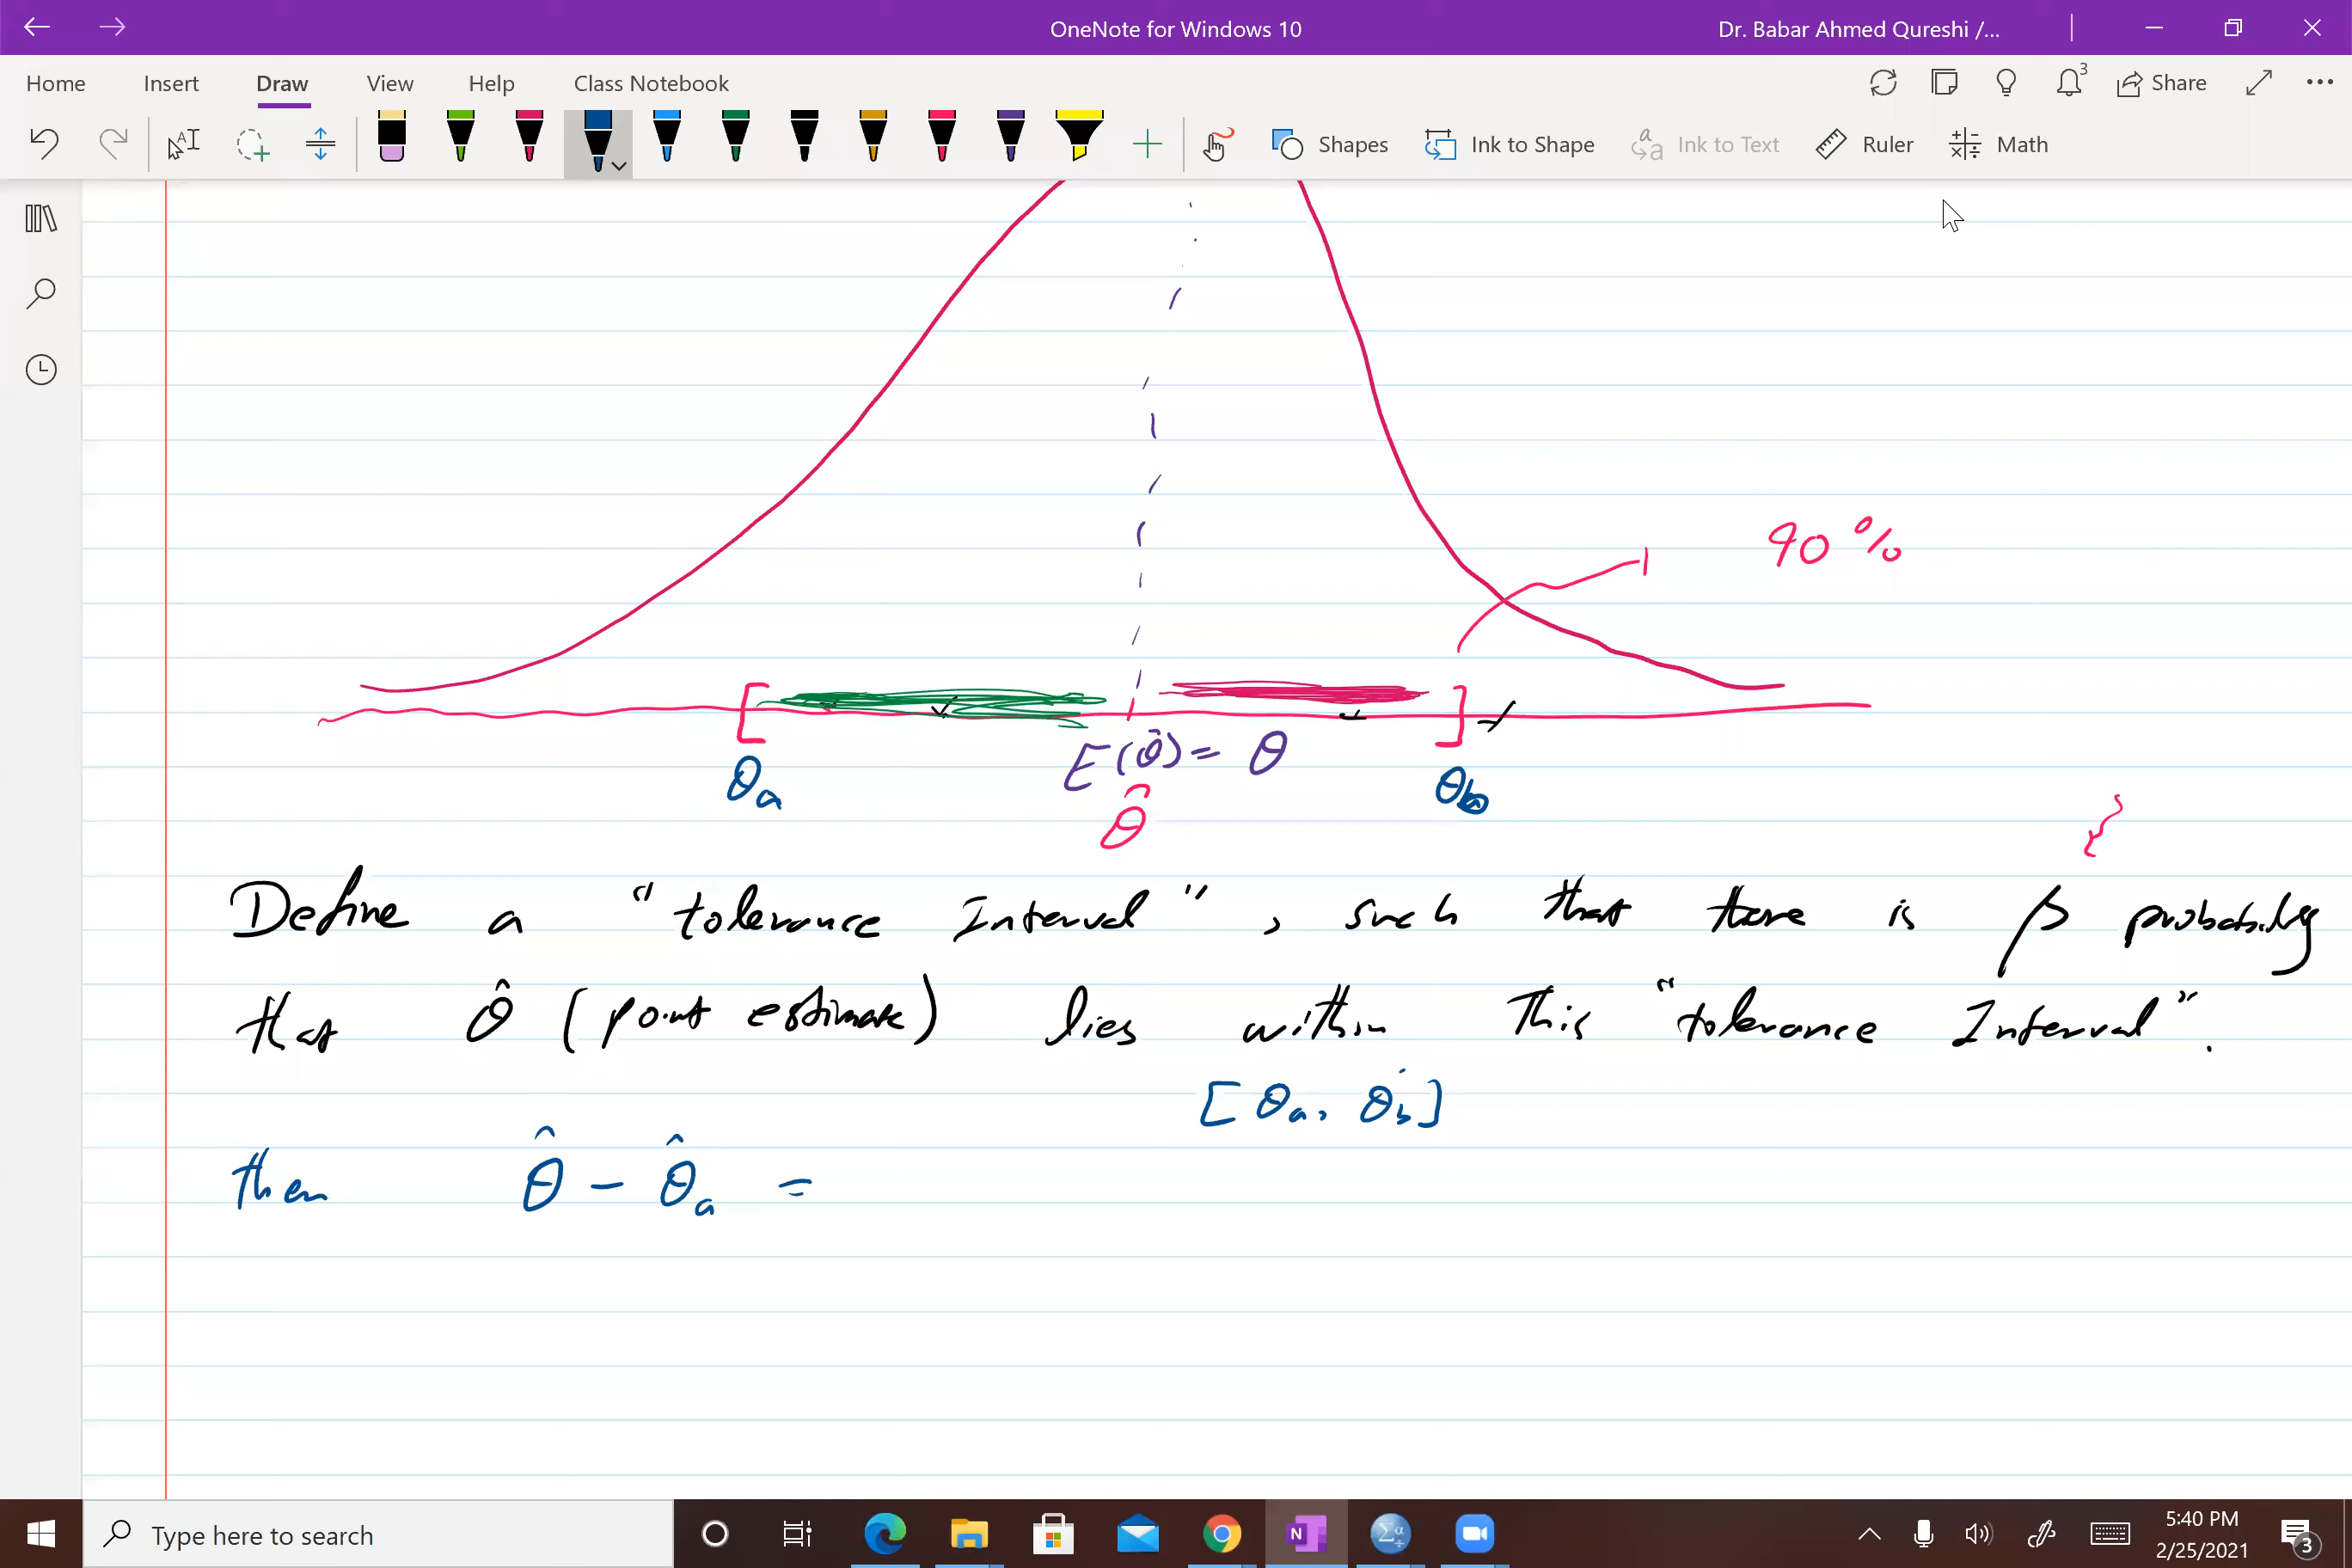 OneNote for Windows 10
Dr. Babar Ahmed Qureshi /...
Home Insert Draw View Help Class Notebook
3
Share
Shapes Ink to Shape Ink to Text Ruler Math
90 %
E(θ̂) = θ
θa θb
θ̂
Define a "tolerance Interval", such that there is β probability
that θ̂ (point estimate) lies within This "tolerance Interval".
[θa, θb]
then θ̂ - θ̂a =
Type here to search
5:40 PM
2/25/2021
3